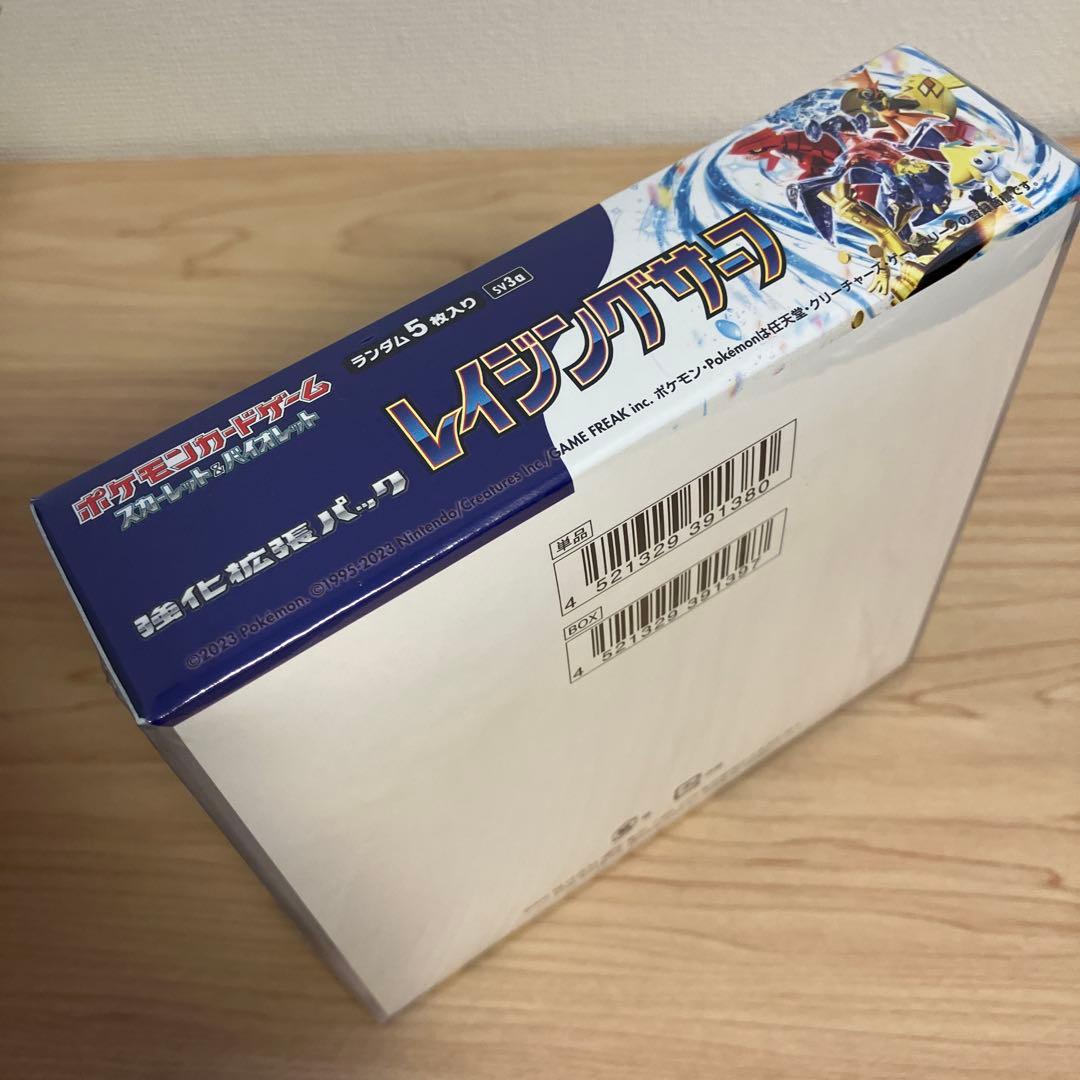 ポケモンカードゲーム
スカーレット&バイオレット
ランダム5枚入り SV3a
強化拡張パック レイジングサーフ
©2023 Pokémon. ©1995-2023 Nintendo/Creatures Inc./GAME FREAK inc. ポケモン・Pokémonは任天堂・クリーチャーズ・ゲームフリークの登録商標です。
単品
4 521329 391380
BOX
4 521329 391397